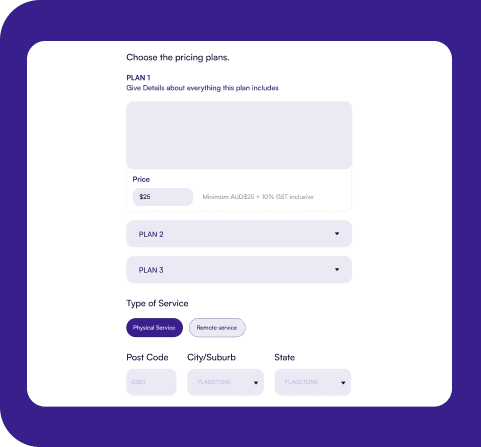 Choose the pricing plans.
PLAN 1
Give Details about everything this plan includes
Price
$25 Minimum AUD$25 + 10% GST inclusive
PLAN 2
PLAN 3
Type of Service
Physical Service Remote service
Post Code City/Suburb State
FLAGSTONE FLAGSTONE